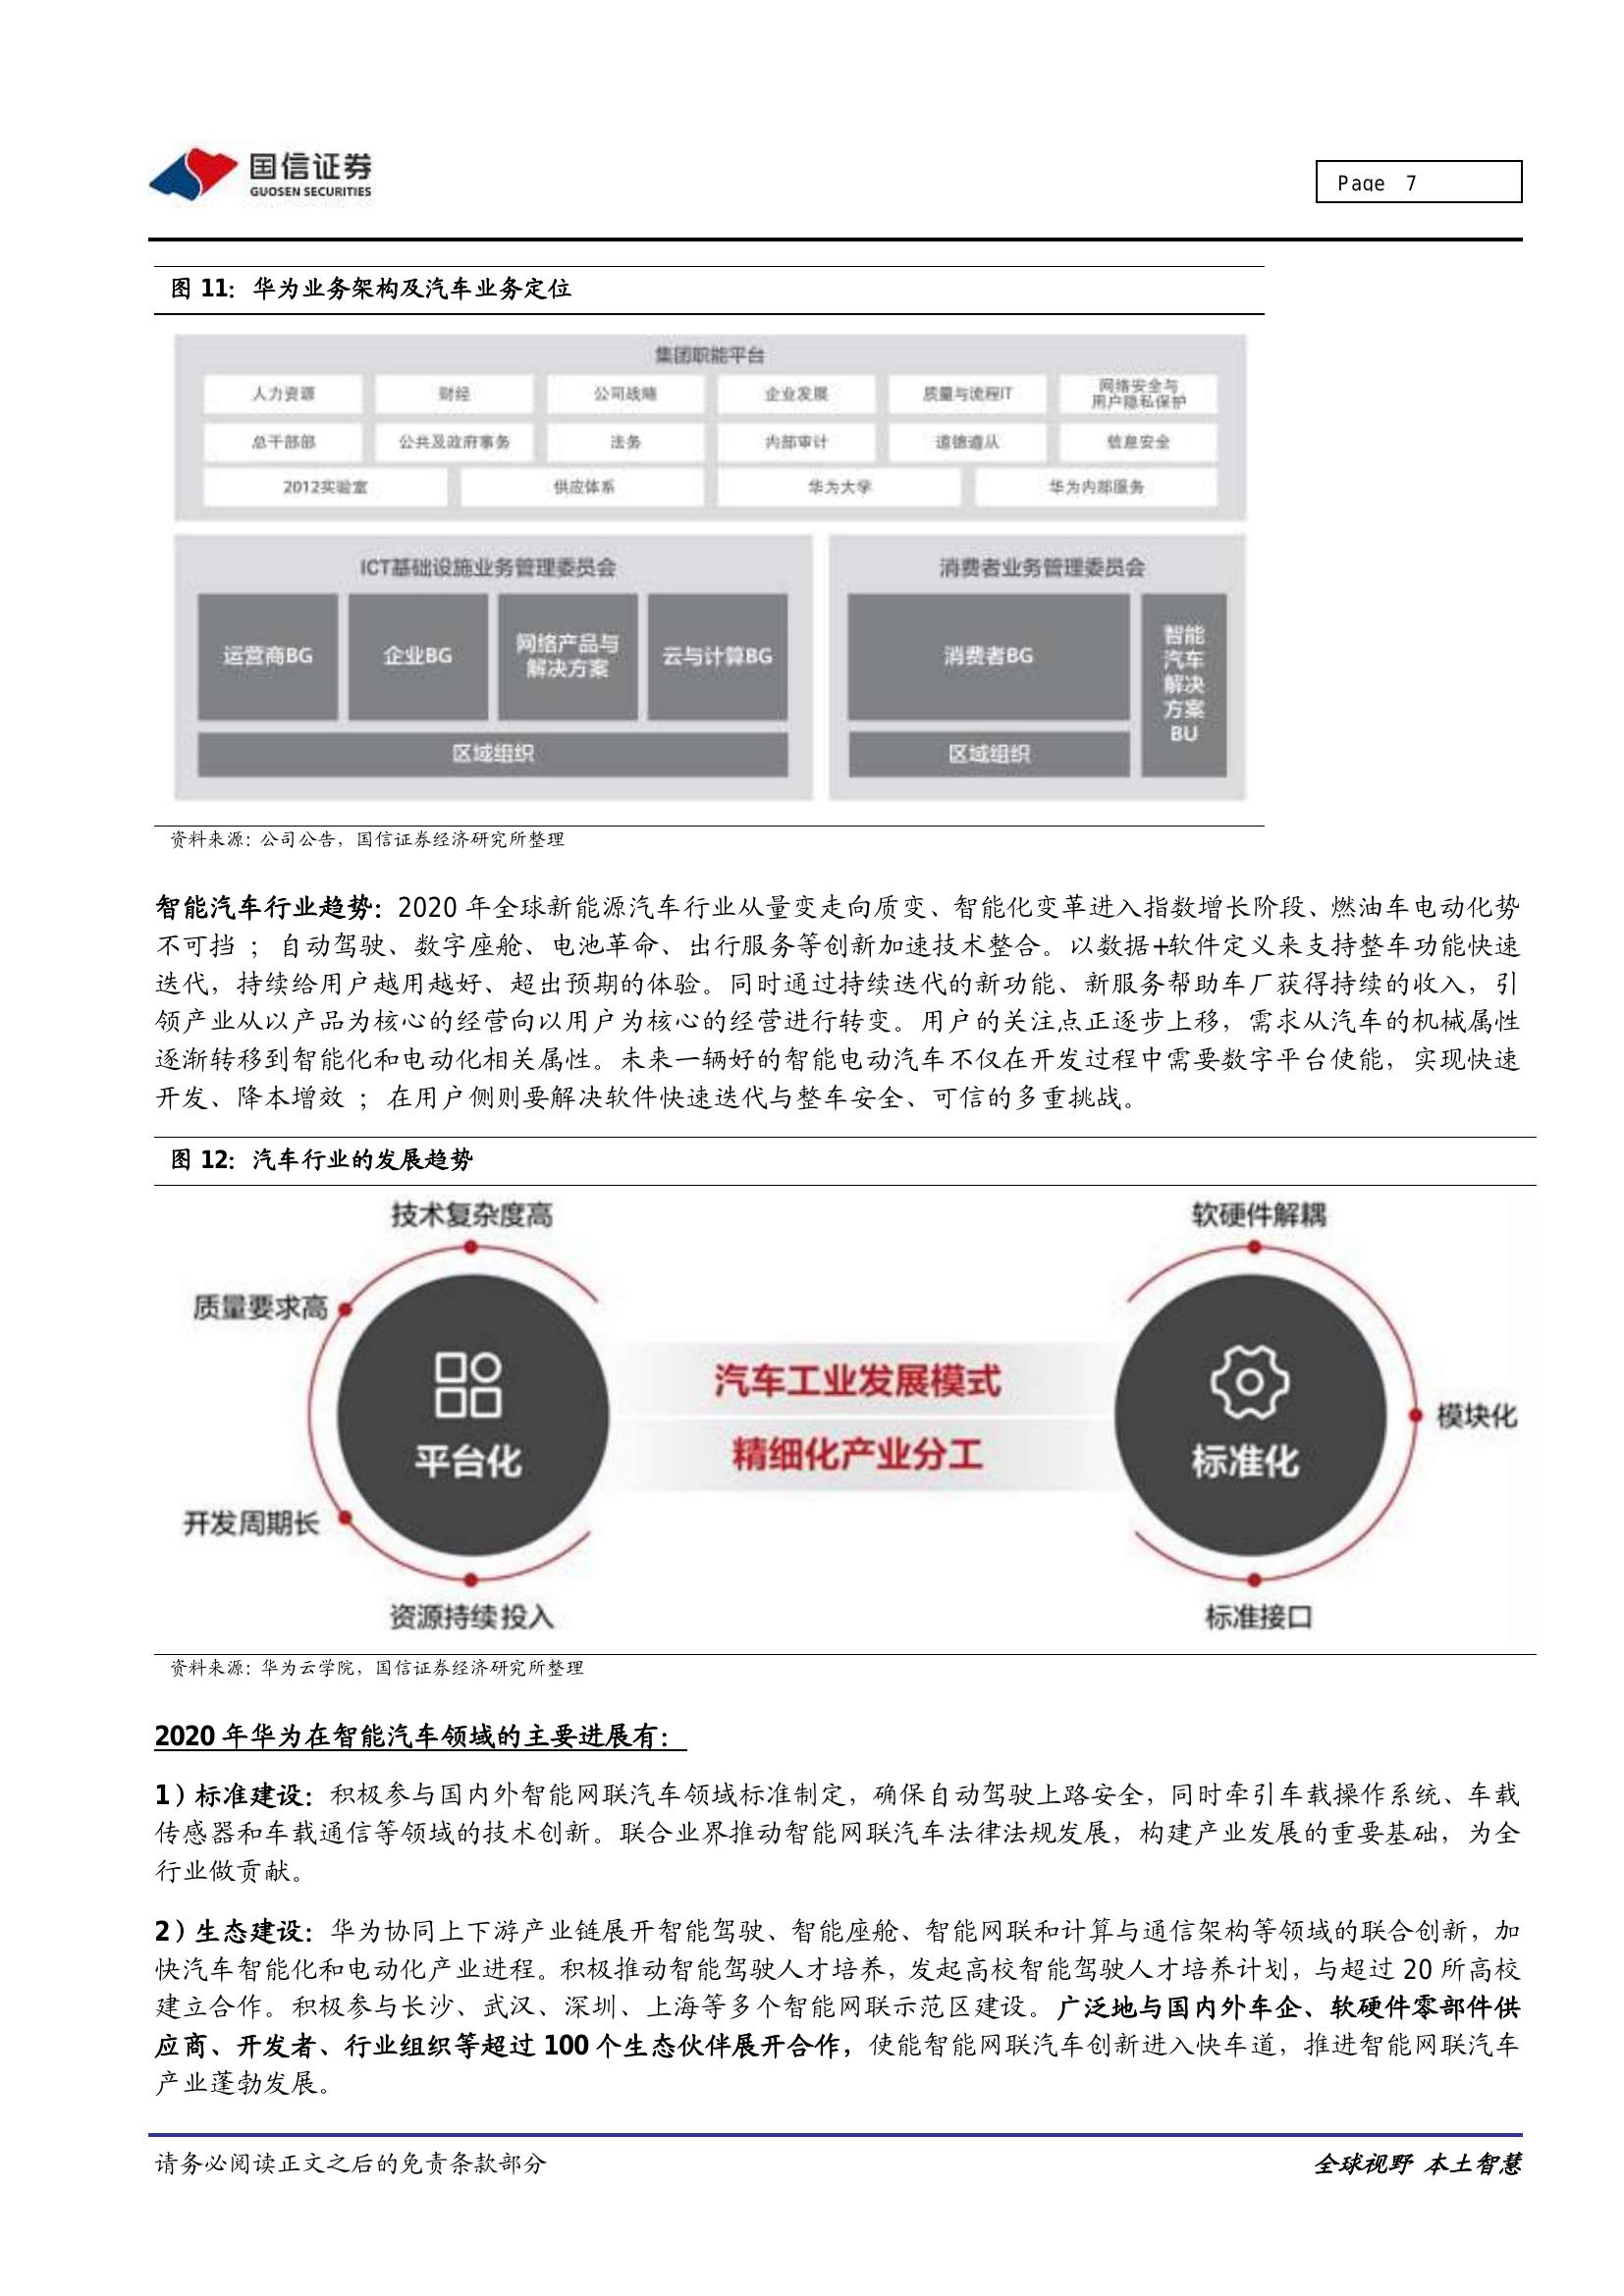 国信证券
GUOSEN SECURITIES
Page 7
图 11：华为业务架构及汽车业务定位
集团职能平台
人力资源 财经 公司战略 企业发展 质量与流程IT 网络安全与
用户隐私保护
总干部部 公共及政府事务 法务 内部审计 道德遵从 信息安全
2012实验室 供应体系 华为大学 华为内部服务
ICT基础设施业务管理委员会
运营商BG 企业BG 网络产品与
解决方案 云与计算BG
区域组织
消费者业务管理委员会
消费者BG
区域组织
智能
汽车
解决
方案
BU
资料来源：公司公告，国信证券经济研究所整理
智能汽车行业趋势：2020 年全球新能源汽车行业从量变走向质变、智能化变革进入指数增长阶段、燃油车电动化势
不可挡 ；自动驾驶、数字座舱、电池革命、出行服务等创新加速技术整合。以数据+软件定义来支持整车功能快速
迭代，持续给用户越用越好、超出预期的体验。同时通过持续迭代的新功能、新服务帮助车厂获得持续的收入，引
领产业从以产品为核心的经营向以用户为核心的经营进行转变。用户的关注点正逐步上移，需求从汽车的机械属性
逐渐转移到智能化和电动化相关属性。未来一辆好的智能电动汽车不仅在开发过程中需要数字平台使能，实现快速
开发、降本增效 ；在用户侧则要解决软件快速迭代与整车安全、可信的多重挑战。
图 12：汽车行业的发展趋势
技术复杂度高
质量要求高
平台化
开发周期长
资源持续投入
汽车工业发展模式
精细化产业分工
软硬件解耦
标准化
模块化
标准接口
资料来源：华为云学院，国信证券经济研究所整理
2020 年华为在智能汽车领域的主要进展有：
1）标准建设：积极参与国内外智能网联汽车领域标准制定，确保自动驾驶上路安全，同时牵引车载操作系统、车载
传感器和车载通信等领域的技术创新。联合业界推动智能网联汽车法律法规发展，构建产业发展的重要基础，为全
行业做贡献。
2）生态建设：华为协同上下游产业链展开智能驾驶、智能座舱、智能网联和计算与通信架构等领域的联合创新，加
快汽车智能化和电动化产业进程。积极推动智能驾驶人才培养，发起高校智能驾驶人才培养计划，与超过 20 所高校
建立合作。积极参与长沙、武汉、深圳、上海等多个智能网联示范区建设。广泛地与国内外车企、软硬件零部件供
应商、开发者、行业组织等超过 100 个生态伙伴展开合作，使能智能网联汽车创新进入快车道，推进智能网联汽车
产业蓬勃发展。
请务必阅读正文之后的免责条款部分
全球视野 本土智慧